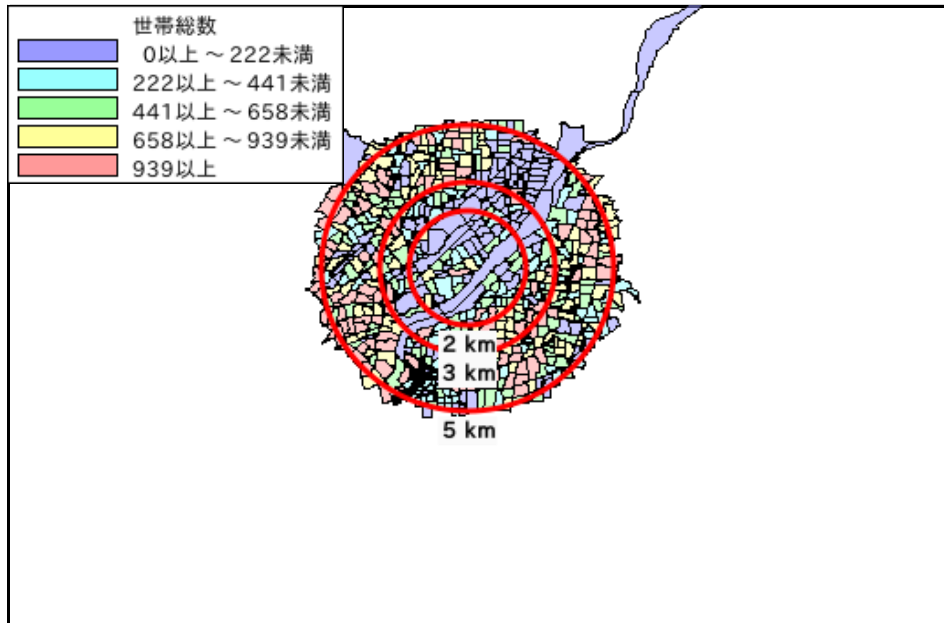 世帯総数
0以上 ~ 222未満
222以上 ~ 441未満
441以上 ~ 658未満
658以上 ~ 939未満
939以上
2 km
3 km
5 km